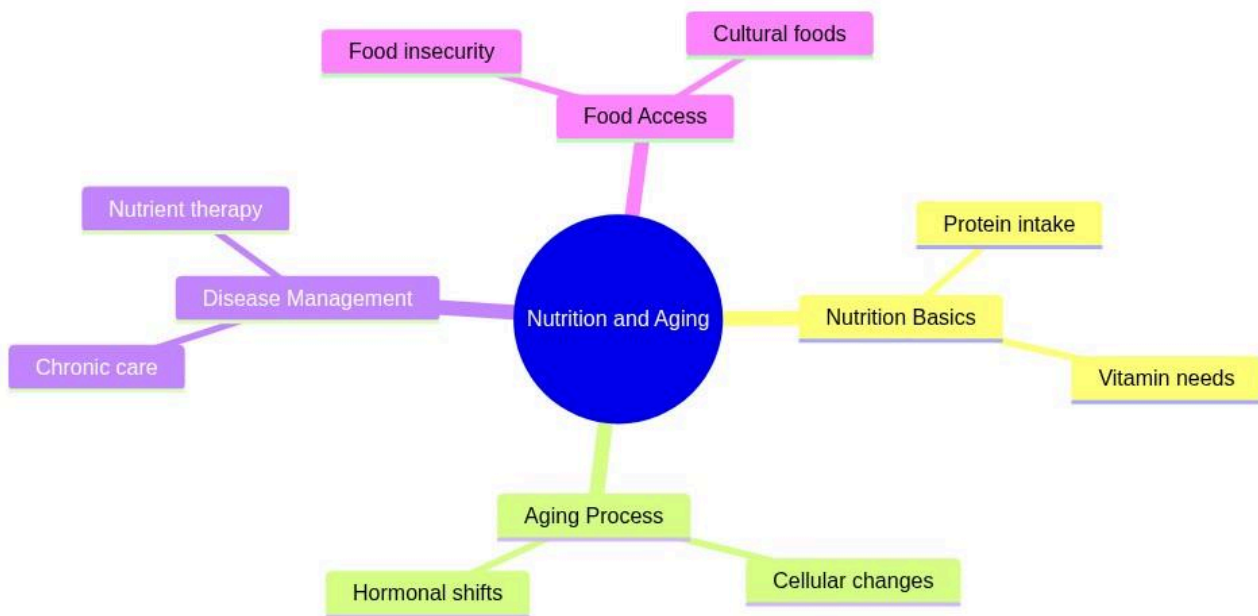 Cultural foods
Food insecurity
Food Access
Nutrient therapy
Protein intake
Disease Management
Nutrition and Aging
Nutrition Basics
Chronic care
Vitamin needs
Aging Process
Cellular changes
Hormonal shifts